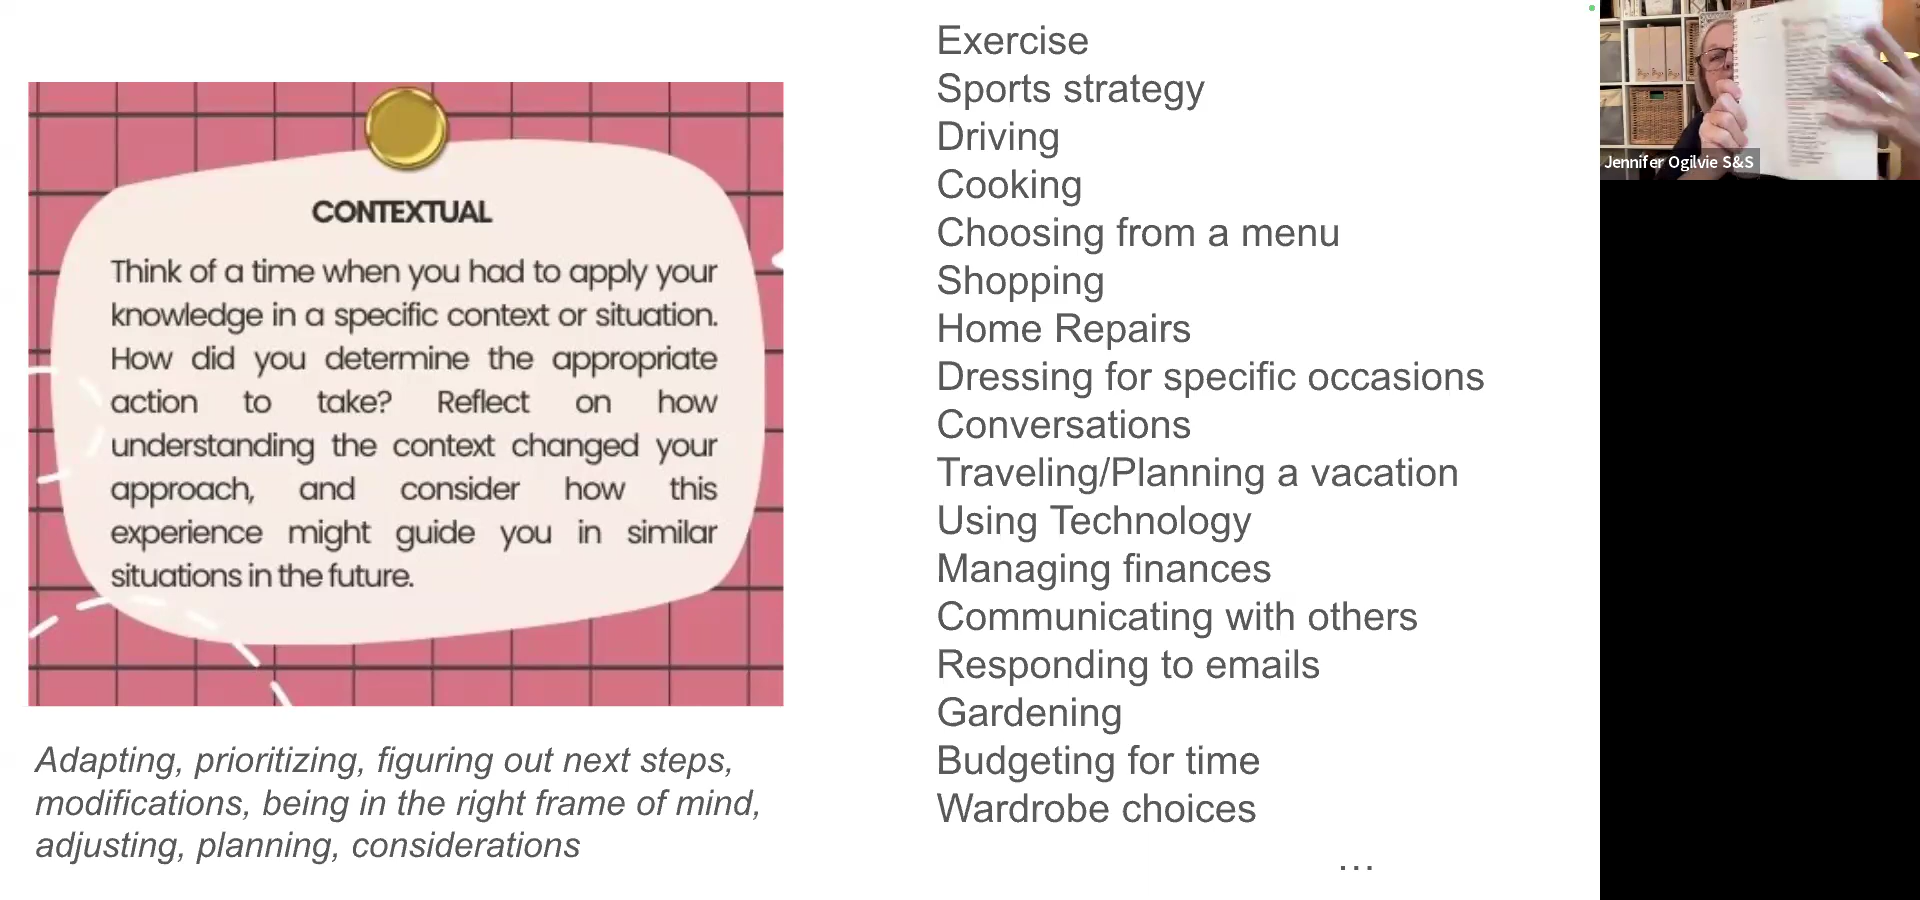 CONTEXTUAL
Think of a time when you had to apply your
knowledge in a specific context or situation.
How did you determine the appropriate
action to take? Reflect on how
understanding the context changed your
approach, and consider how this
experience might guide you in similar
situations in the future.
Adapting, prioritizing, figuring out next steps,
modifications, being in the right frame of mind,
adjusting, planning, considerations
Exercise
Sports strategy
Driving
Cooking
Choosing from a menu
Shopping
Home Repairs
Dressing for specific occasions
Conversations
Traveling/Planning a vacation
Using Technology
Managing finances
Communicating with others
Responding to emails
Gardening
Budgeting for time
Wardrobe choices
...
Jennifer Ogilvie S&S